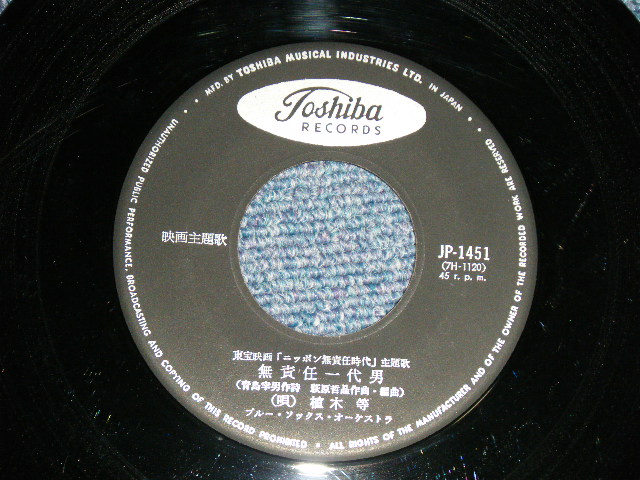 ・ MFD. BY TOSHIBA MUSICAL INDUSTRIES LTD. IN JAPAN ・
Toshiba
RECORDS
映画主題歌
JP-1451
(7H-1120)
45 r.p.m.
東宝映画「ニッポン無責任時代」主題歌
無責任一代男
(青島幸男作詩 萩原哲晶作曲・編曲)
(唄) 植木 等
ブルー・ソックス・オーケストラ
・ ALL RIGHTS OF THE MANUFACTURER AND OF THE OWNER OF THE RECORDED WORK ARE RESERVED ・
UNAUTHORIZED PUBLIC PERFORMANCE, BROADCASTING AND COPYING OF THIS RECORD PROHIBITED